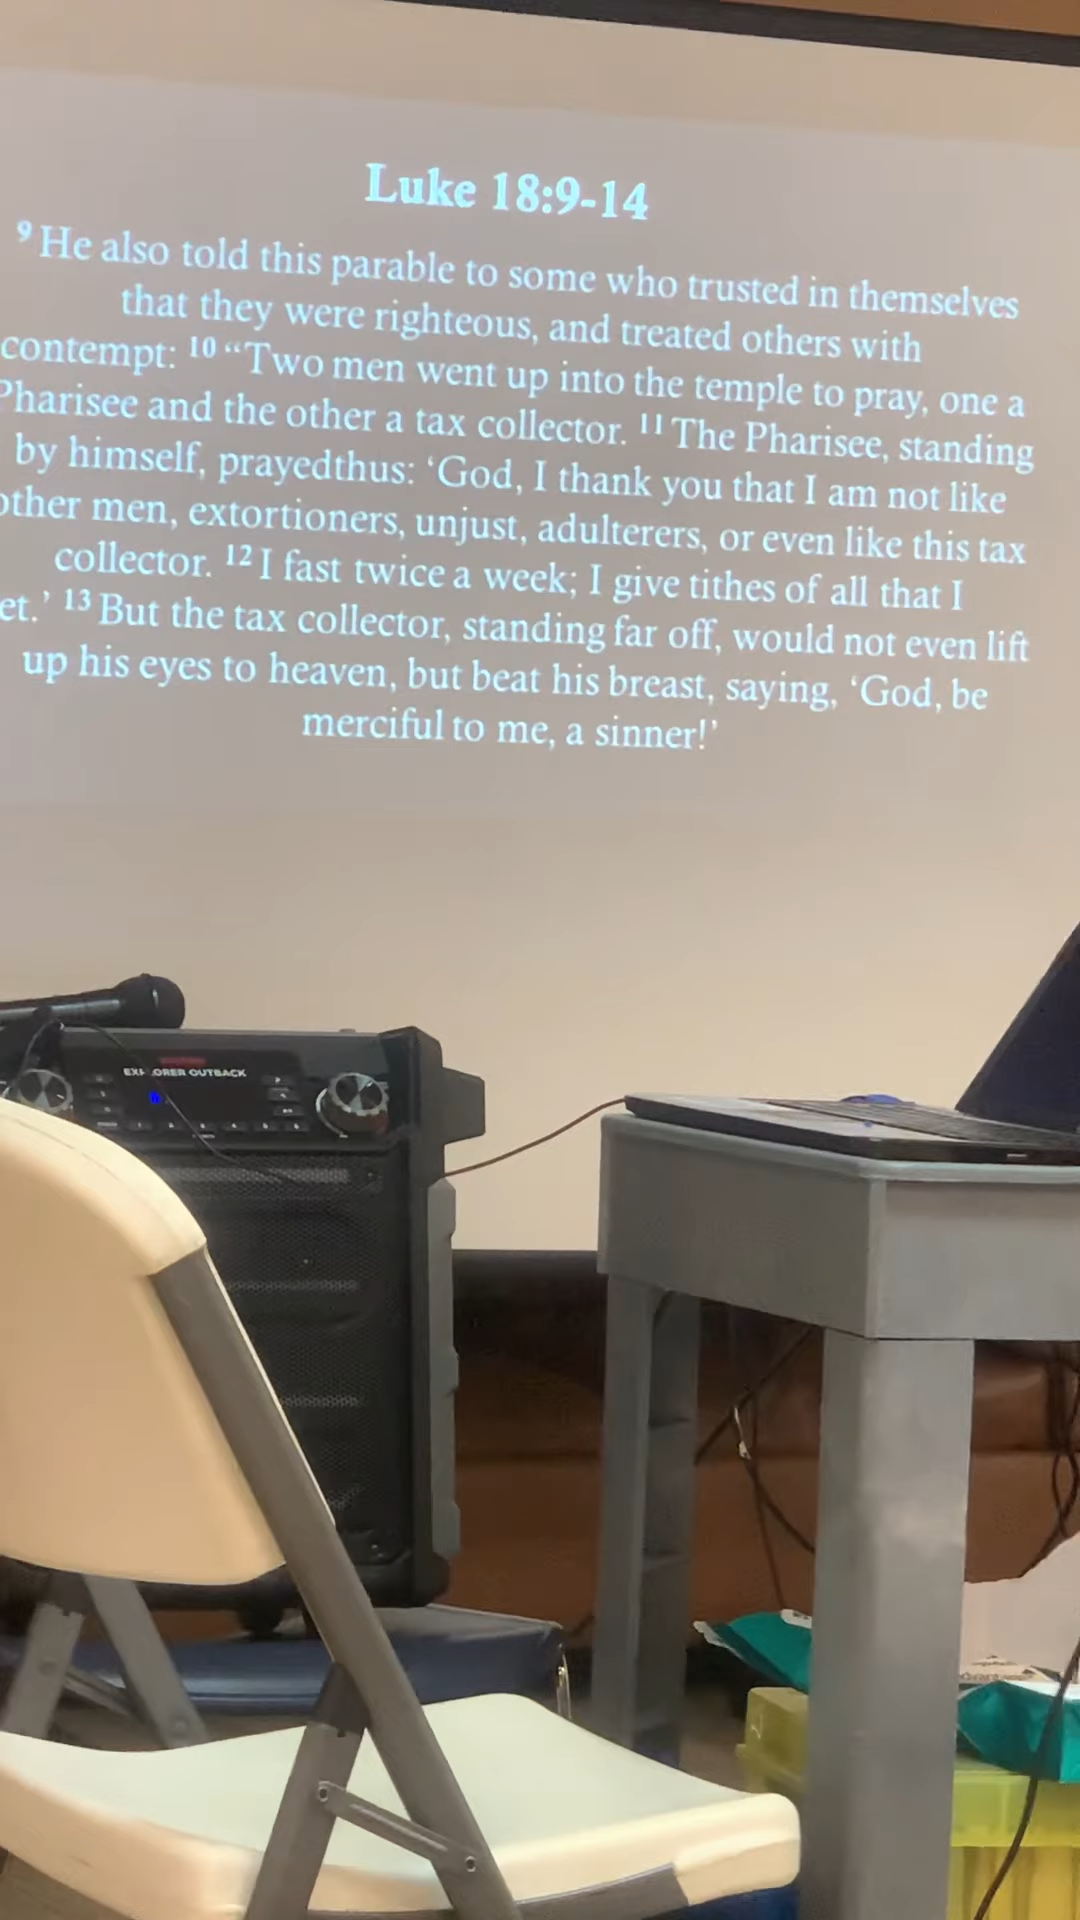 Luke 18:9-14
9 He also told this parable to some who trusted in themselves
that they were righteous, and treated others with
contempt: 10 “Two men went up into the temple to pray, one a
Pharisee and the other a tax collector. 11 The Pharisee, standing
by himself, prayedthus: ‘God, I thank you that I am not like
other men, extortioners, unjust, adulterers, or even like this tax
collector. 12 I fast twice a week; I give tithes of all that I
et.’ 13 But the tax collector, standing far off, would not even lift
up his eyes to heaven, but beat his breast, saying, ‘God, be
merciful to me, a sinner!’
OUTBACK